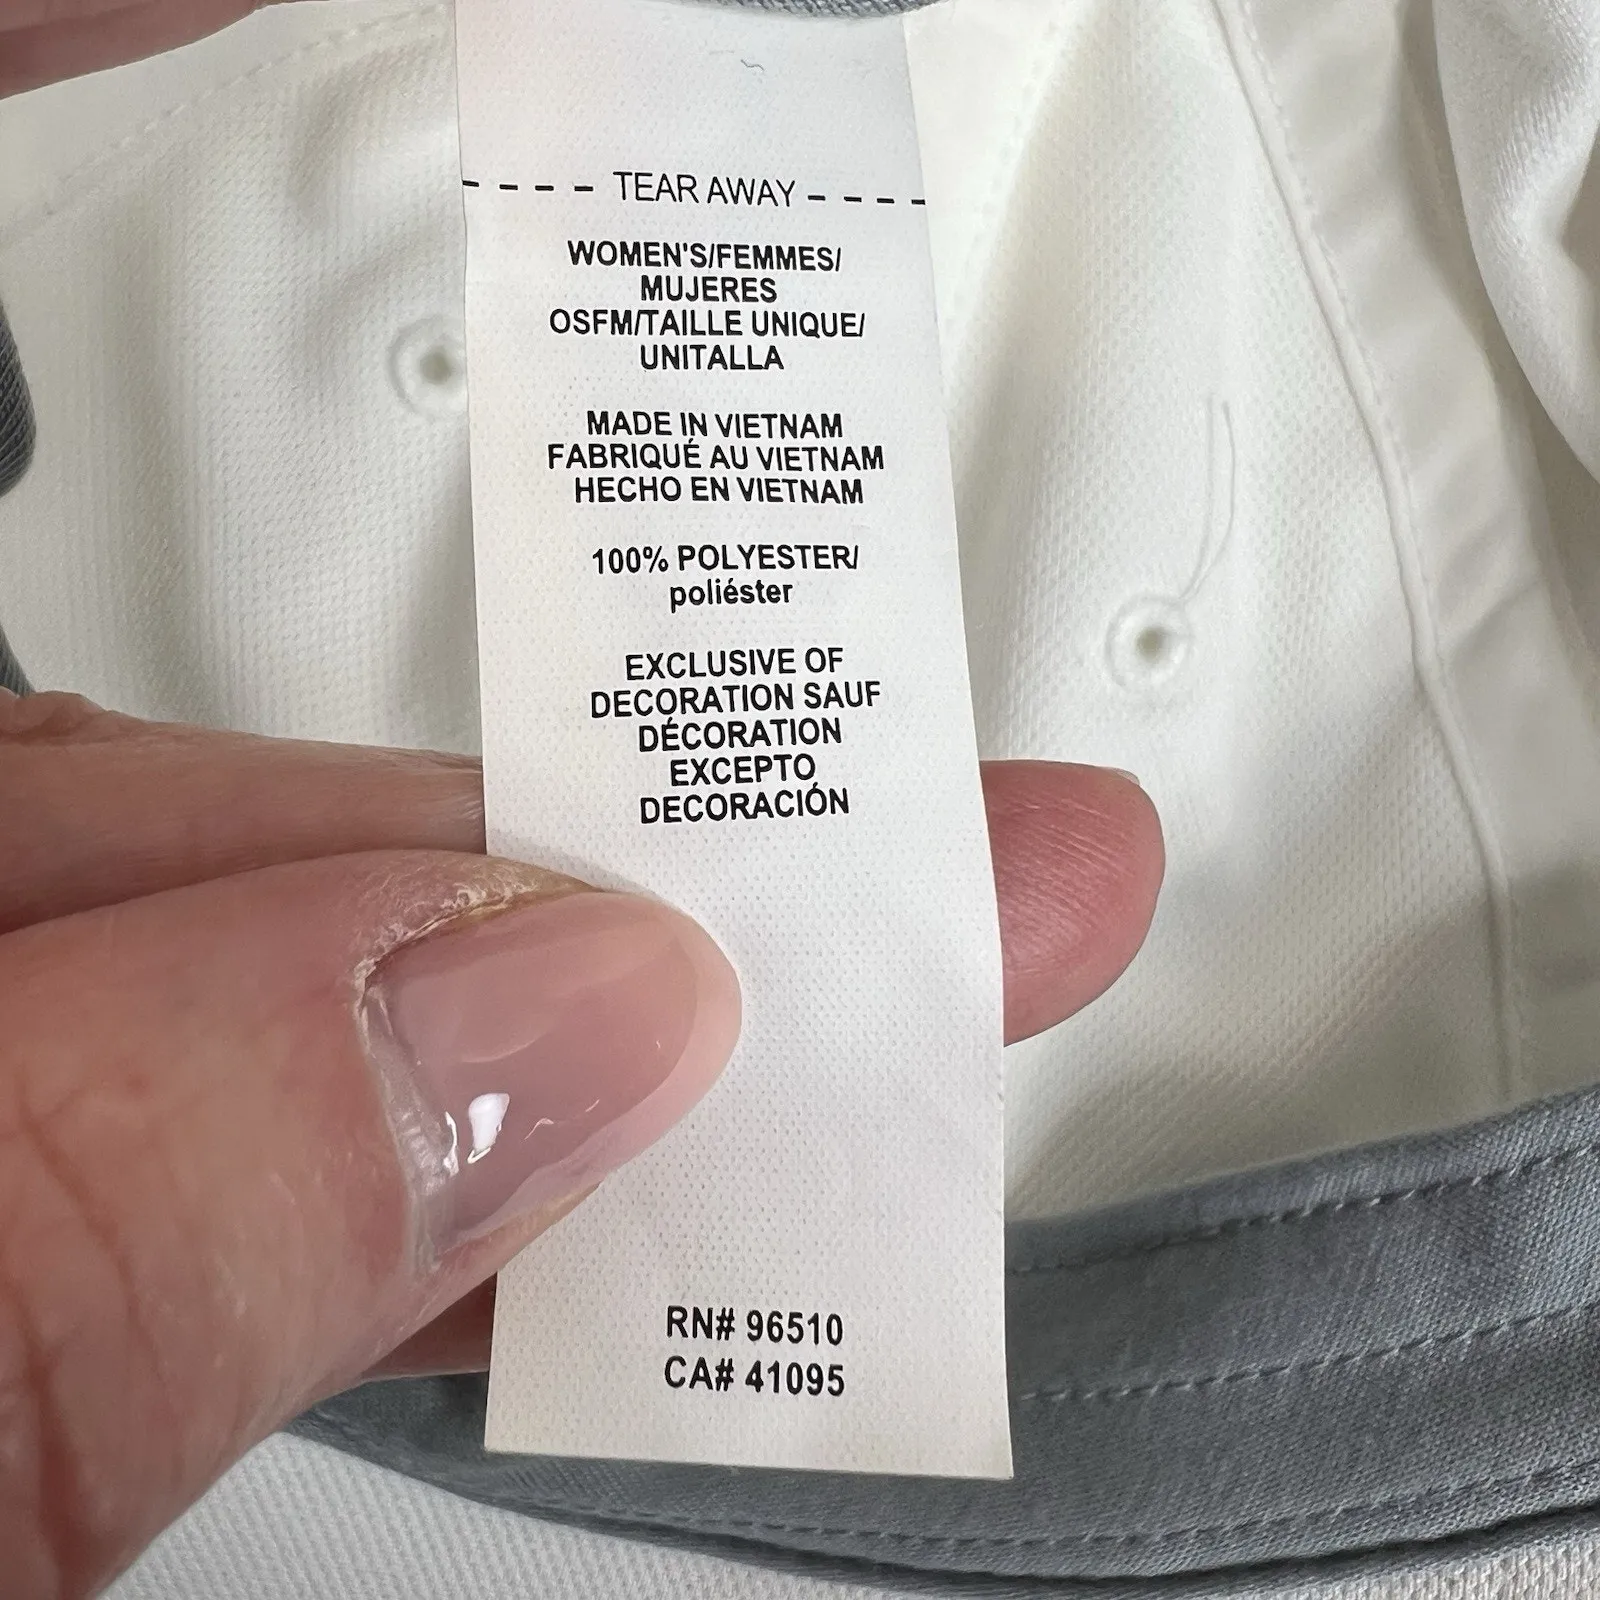 - - - - TEAR AWAY - - - -
WOMEN'S/FEMMES/
MUJERES
OSFM/TAILLE UNIQUE/
UNITALLA
MADE IN VIETNAM
FABRIQUÉ AU VIETNAM
HECHO EN VIETNAM
100% POLYESTER/
poliéster
EXCLUSIVE OF
DECORATION SAUF
DÉCORATION
EXCEPTO
DECORACIÓN
RN# 96510
CA# 41095